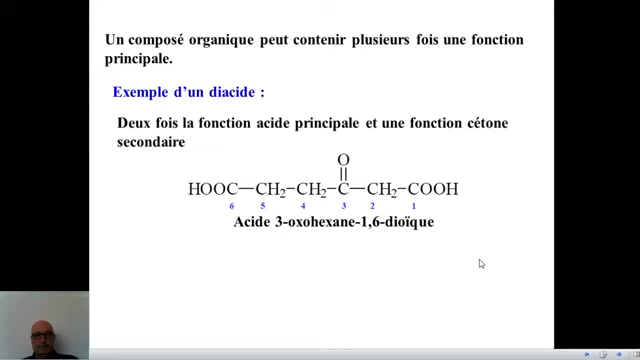 Un composé organique peut contenir plusieurs fois une fonction
principale.
Exemple d'un diacide :
Deux fois la fonction acide principale et une fonction cétone
secondaire
O
HOOC—CH₂—CH₂—C—CH₂—COOH
6 5 4 3 2 1
Acide 3-oxohexane-1,6-dioïque